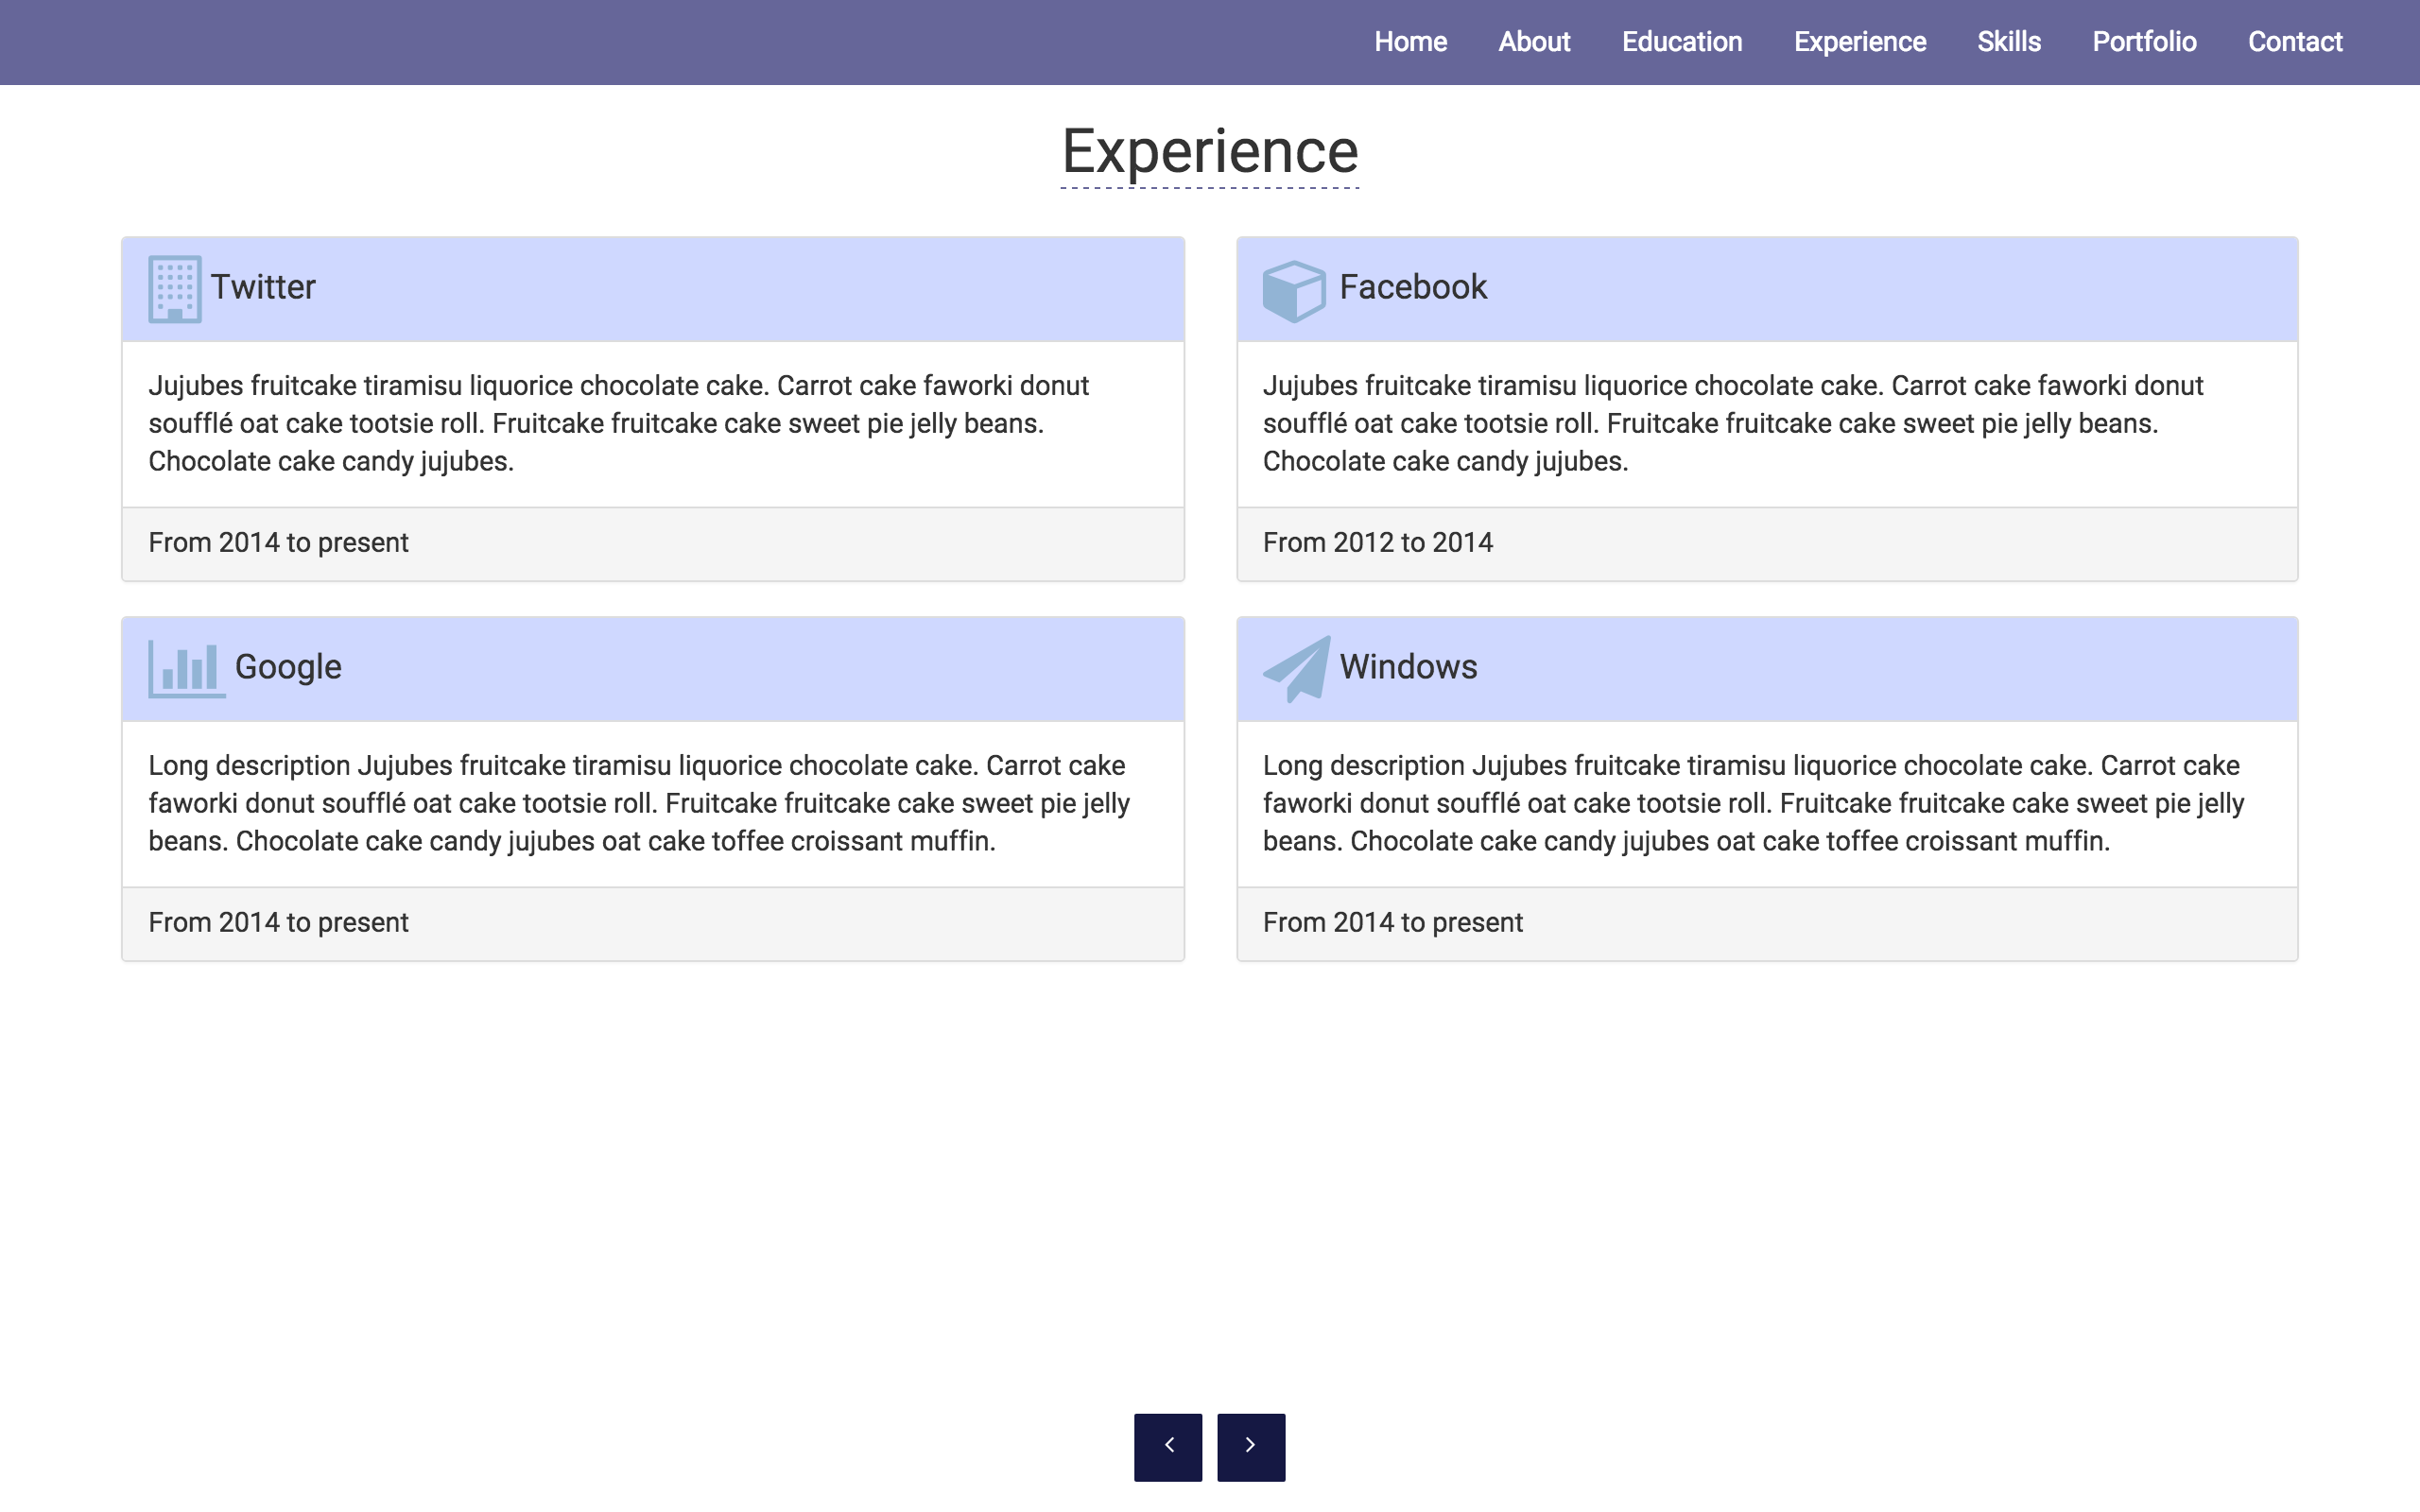 Home About Education Experience Skills Portfolio Contact
Experience
Twitter
Jujubes fruitcake tiramisu liquorice chocolate cake. Carrot cake faworki donut
soufflé oat cake tootsie roll. Fruitcake fruitcake cake sweet pie jelly beans.
Chocolate cake candy jujubes.
From 2014 to present
Facebook
Jujubes fruitcake tiramisu liquorice chocolate cake. Carrot cake faworki donut
soufflé oat cake tootsie roll. Fruitcake fruitcake cake sweet pie jelly beans.
Chocolate cake candy jujubes.
From 2012 to 2014
Google
Long description Jujubes fruitcake tiramisu liquorice chocolate cake. Carrot cake
faworki donut soufflé oat cake tootsie roll. Fruitcake fruitcake cake sweet pie jelly
beans. Chocolate cake candy jujubes oat cake toffee croissant muffin.
From 2014 to present
Windows
Long description Jujubes fruitcake tiramisu liquorice chocolate cake. Carrot cake
faworki donut soufflé oat cake tootsie roll. Fruitcake fruitcake cake sweet pie jelly
beans. Chocolate cake candy jujubes oat cake toffee croissant muffin.
From 2014 to present